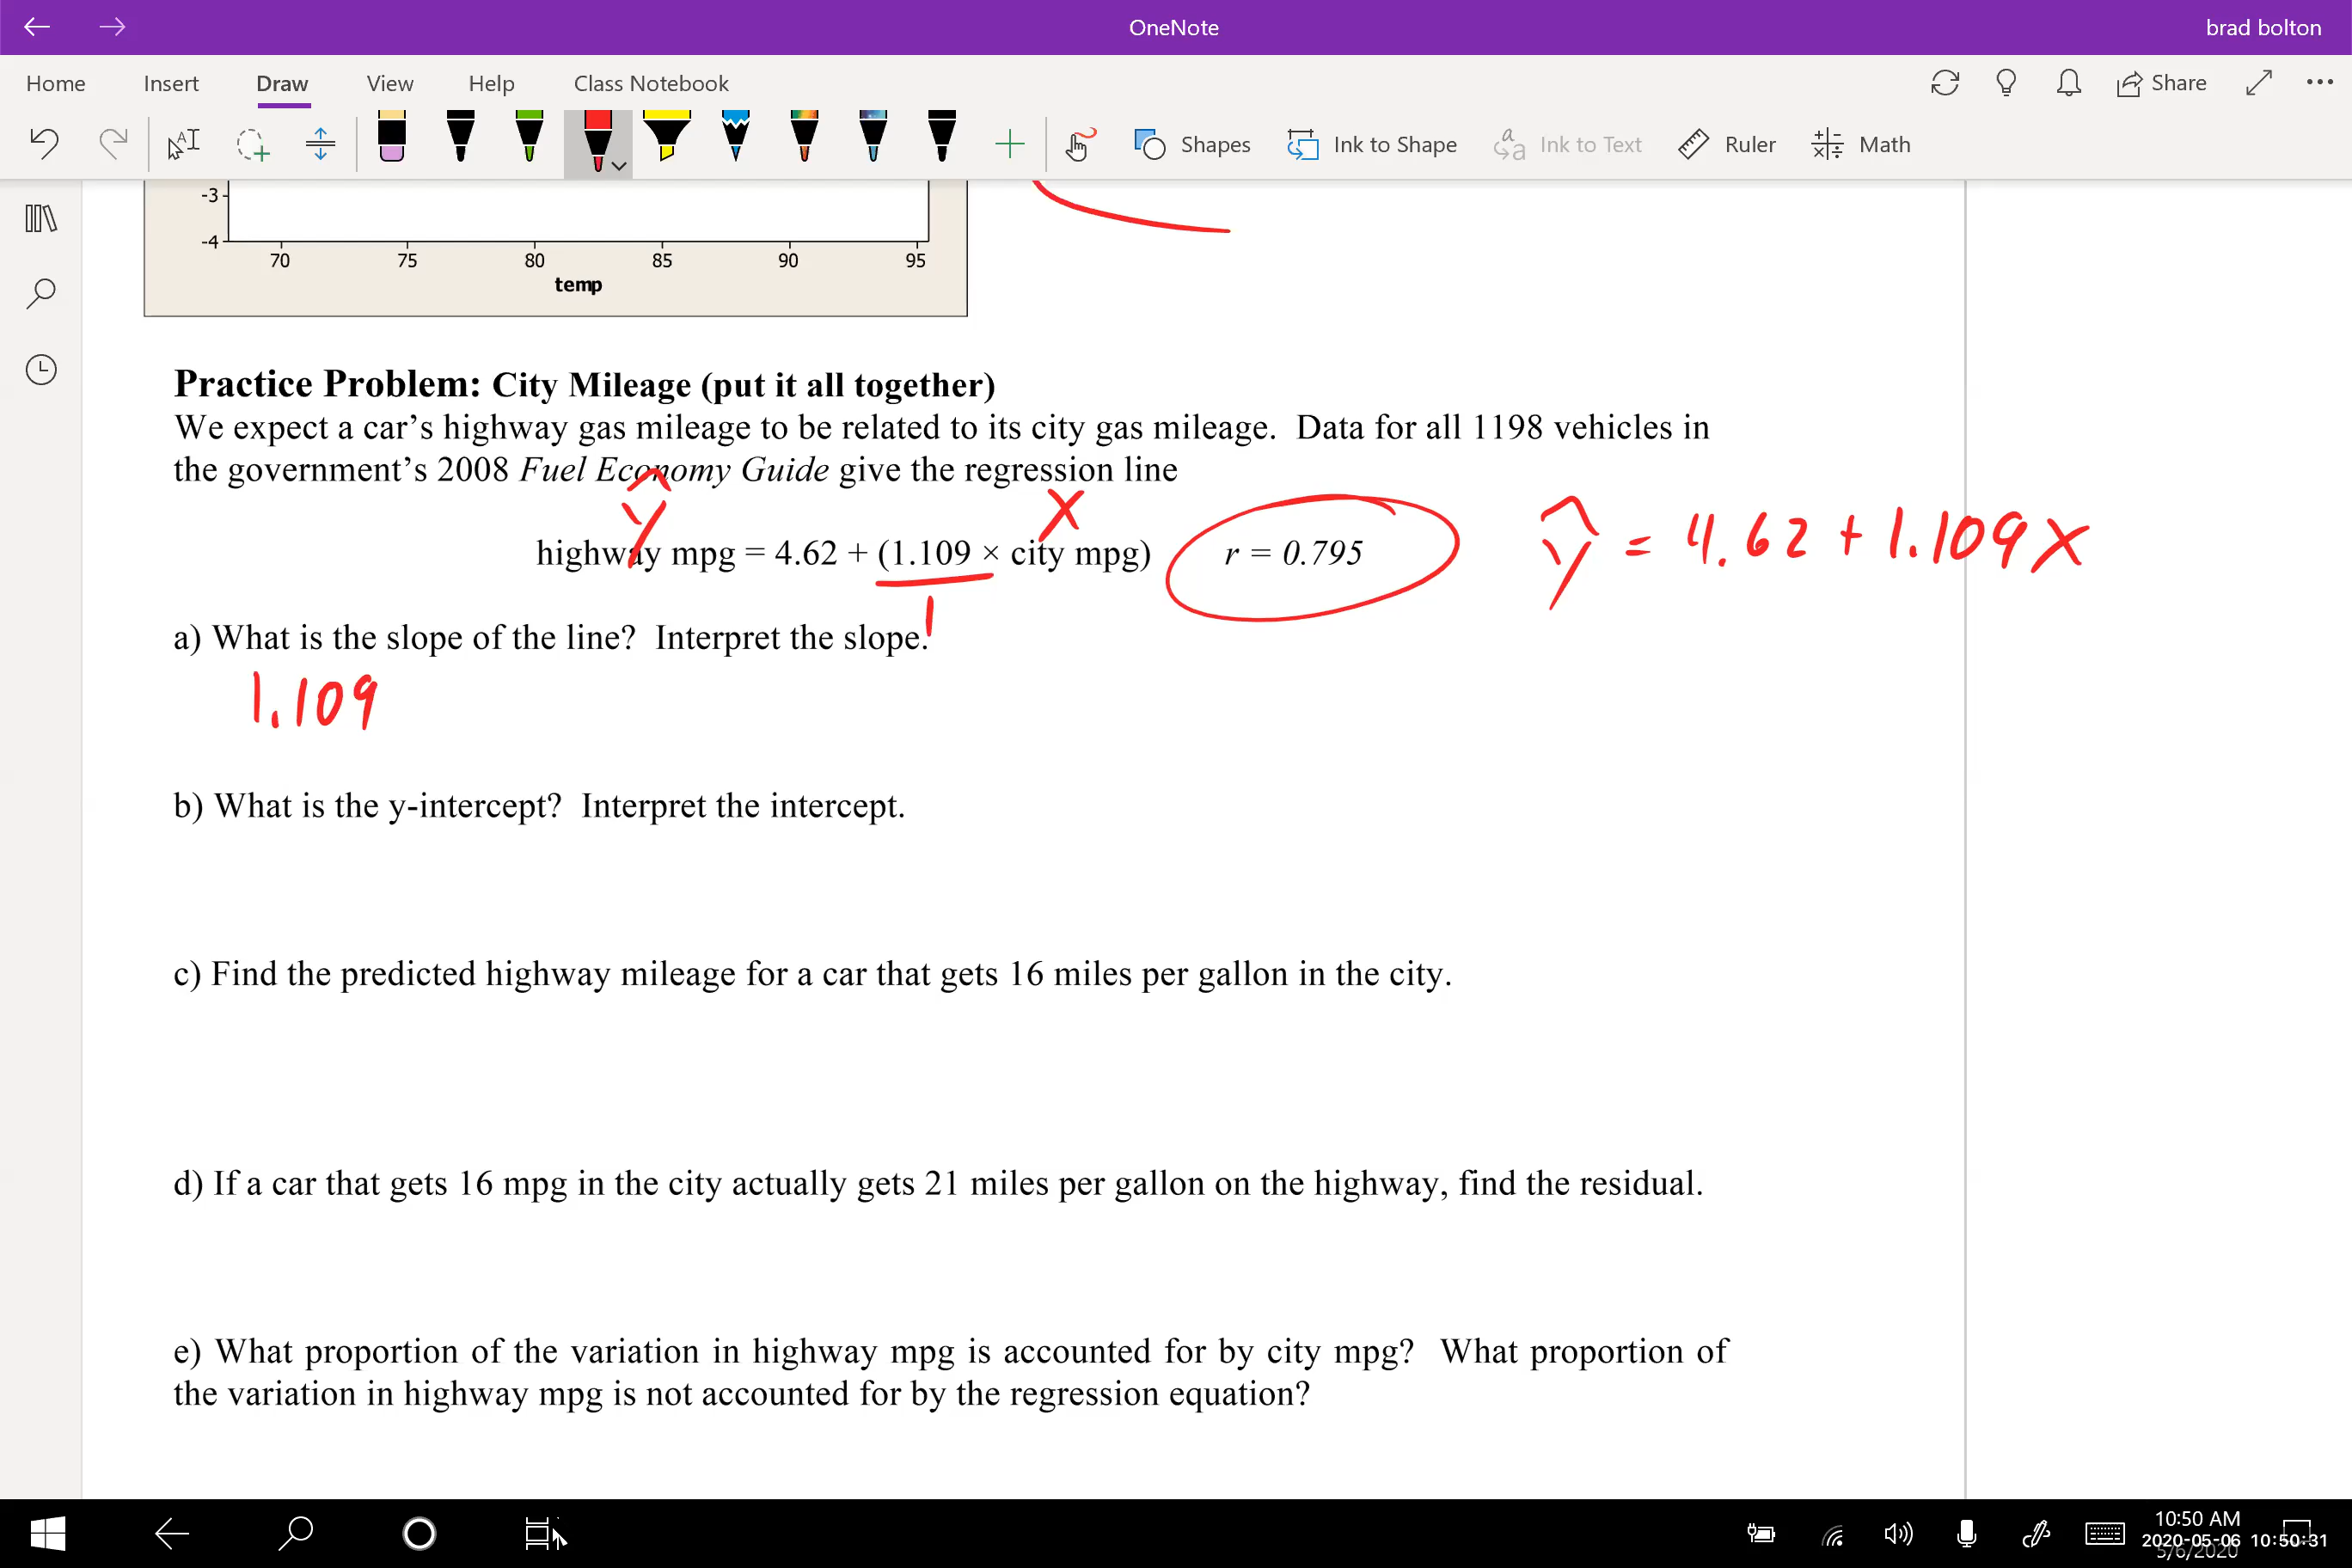 OneNote
brad bolton
Home Insert Draw View Help Class Notebook
Share
Shapes Ink to Shape Ink to Text Ruler Math
-3
-4
70 75 80 85 90 95
temp
Practice Problem: City Mileage (put it all together)
We expect a car’s highway gas mileage to be related to its city gas mileage. Data for all 1198 vehicles in
the government’s 2008 Fuel Economy Guide give the regression line
ŷ x
highway mpg = 4.62 + (1.109 × city mpg) r = 0.795 ŷ = 4.62 + 1.109x
1
a) What is the slope of the line? Interpret the slope.
1.109
b) What is the y-intercept? Interpret the intercept.
c) Find the predicted highway mileage for a car that gets 16 miles per gallon in the city.
d) If a car that gets 16 mpg in the city actually gets 21 miles per gallon on the highway, find the residual.
e) What proportion of the variation in highway mpg is accounted for by city mpg? What proportion of
the variation in highway mpg is not accounted for by the regression equation?
10:50 AM
2020-05-06 10:50:31
5/6/2020